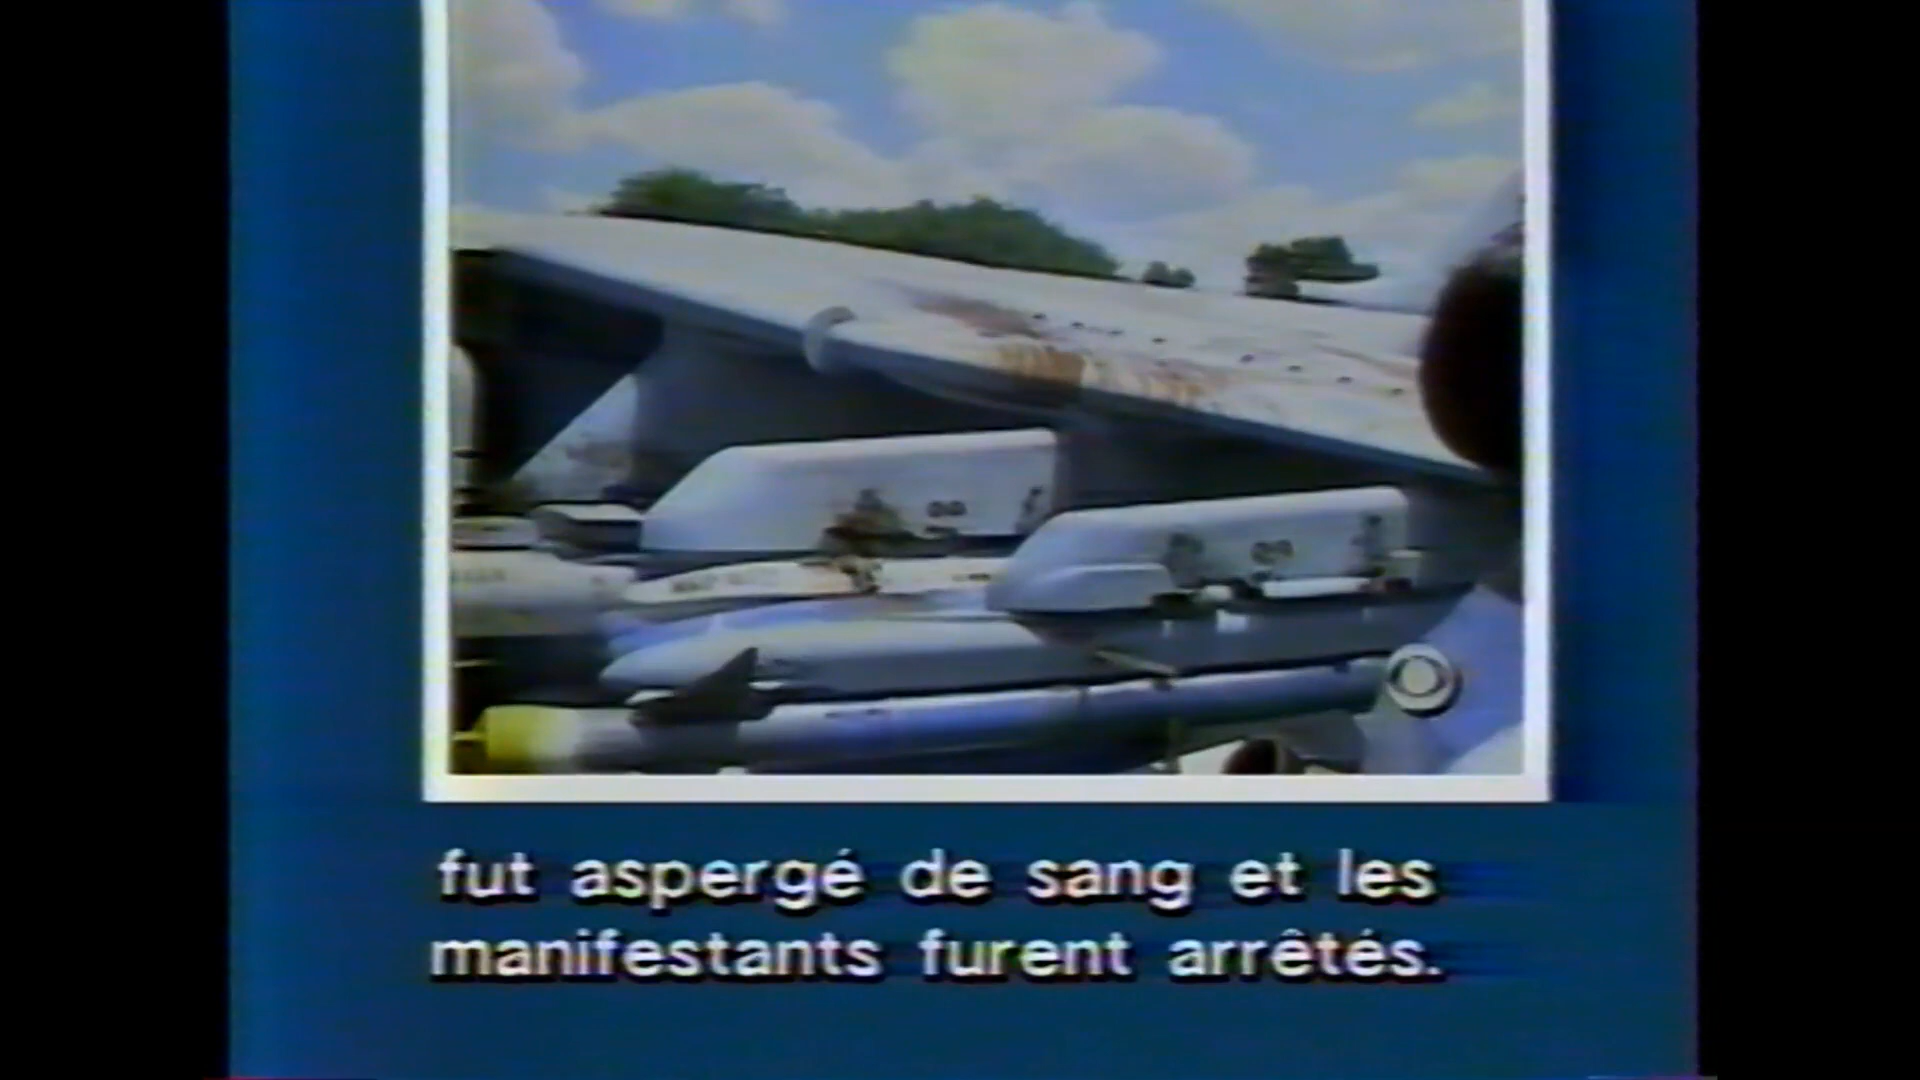 fut aspergé de sang et les
manifestants furent arrêtés.